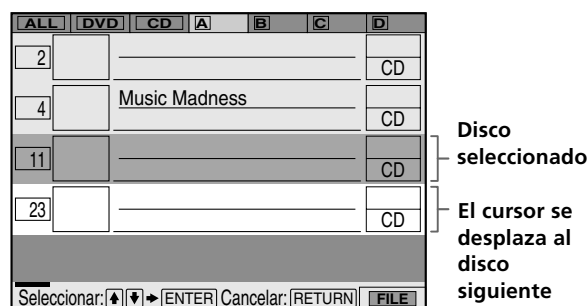 ALL DVD CD A B C D
2 CD
4 Music Madness CD
11 CD
23 CD
Disco
seleccionado
El cursor se
desplaza al
disco
siguiente
Seleccionar: ENTER Cancelar: RETURN FILE